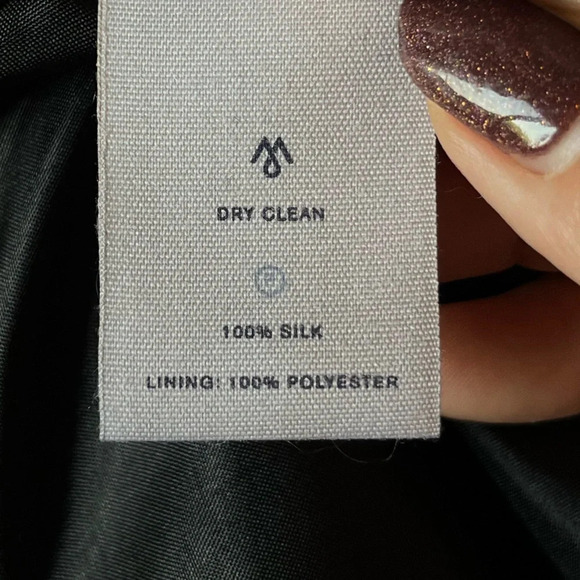 DRY CLEAN
100% SILK
LINING: 100% POLYESTER